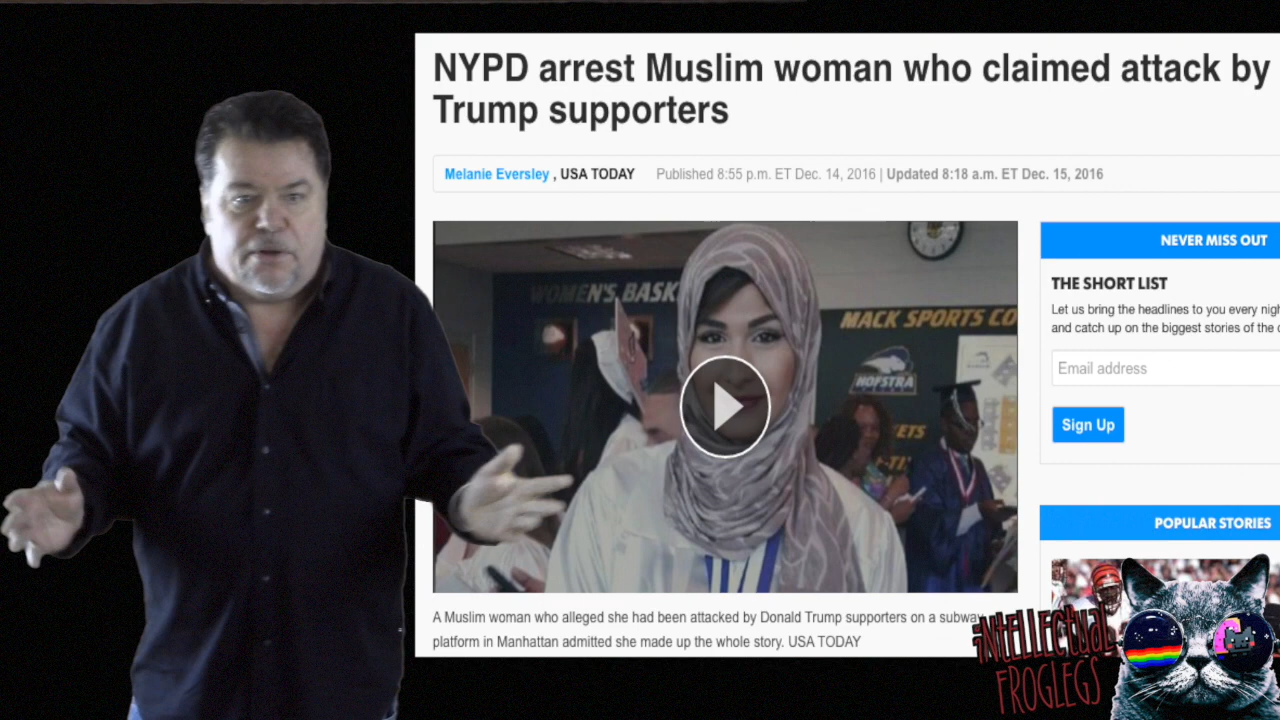 NYPD arrest Muslim woman who claimed attack by
Trump supporters
Melanie Eversley , USA TODAY Published 8:55 p.m. ET Dec. 14, 2016 | Updated 8:18 a.m. ET Dec. 15, 2016
WOMEN'S BASK
MACK SPORTS CO
HOFSTRA
NEVER MISS OUT
THE SHORT LIST
Let us bring the headlines to you every nigh
and catch up on the biggest stories of the
Email address
Sign Up
POPULAR STORIES
A Muslim woman who alleged she had been attacked by Donald Trump supporters on a subway
platform in Manhattan admitted she made up the whole story. USA TODAY
iNTELLECTUAL
FROGLEGS